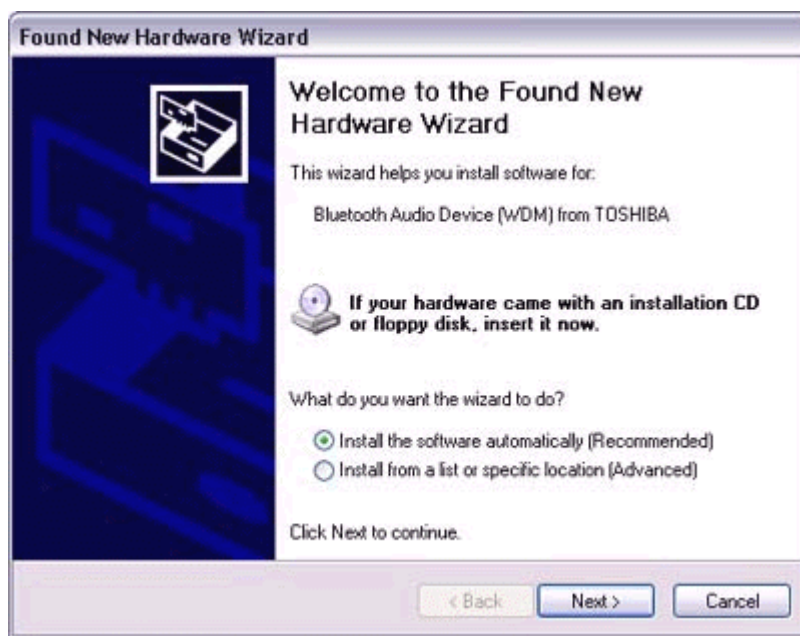 Found New Hardware Wizard
Welcome to the Found New
Hardware Wizard
This wizard helps you install software for:
Bluetooth Audio Device (WDM) from TOSHIBA
If your hardware came with an installation CD
or floppy disk, insert it now.
What do you want the wizard to do?
Install the software automatically (Recommended)
Install from a list or specific location (Advanced)
Click Next to continue.
< Back Next > Cancel